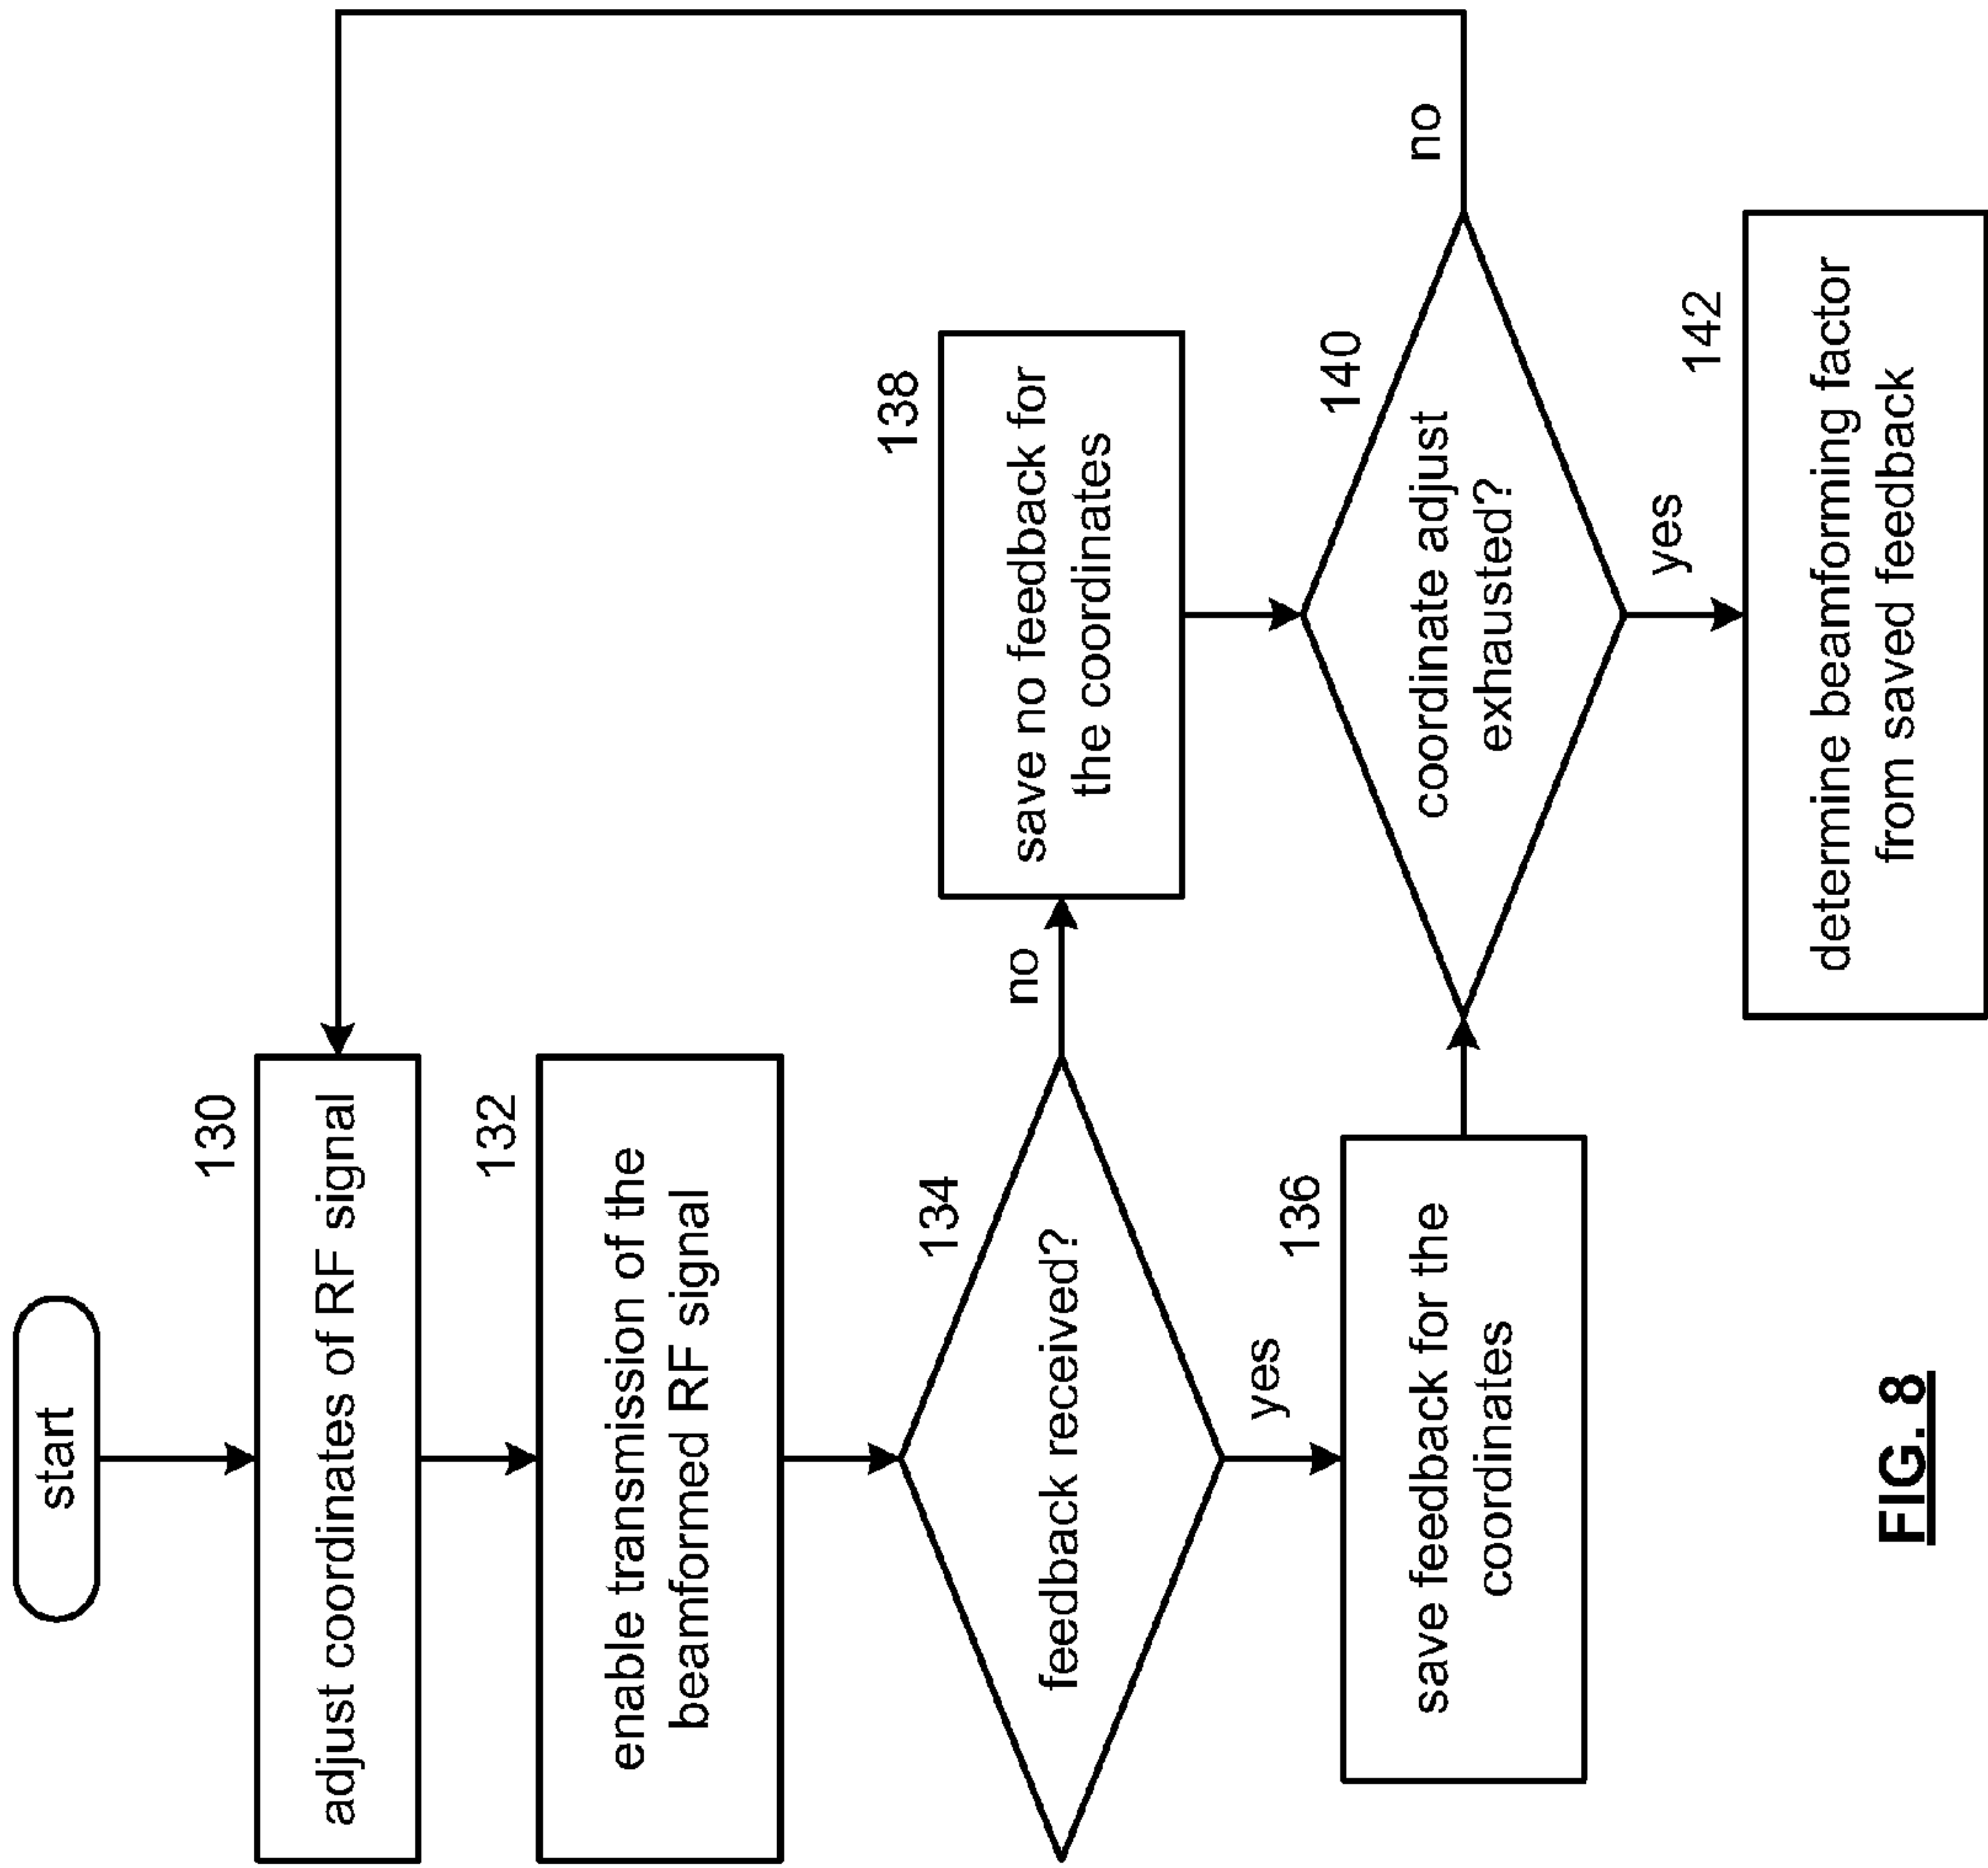 start
130
adjust coordinates of RF signal
132
enable transmission of the
beamformed RF signal
134
feedback received?
no
yes
138
save no feedback for
the coordinates
136
save feedback for the
coordinates
140
coordinate adjust
exhausted?
no
yes
142
determine beamforming factor
from saved feedback
FIG. 8